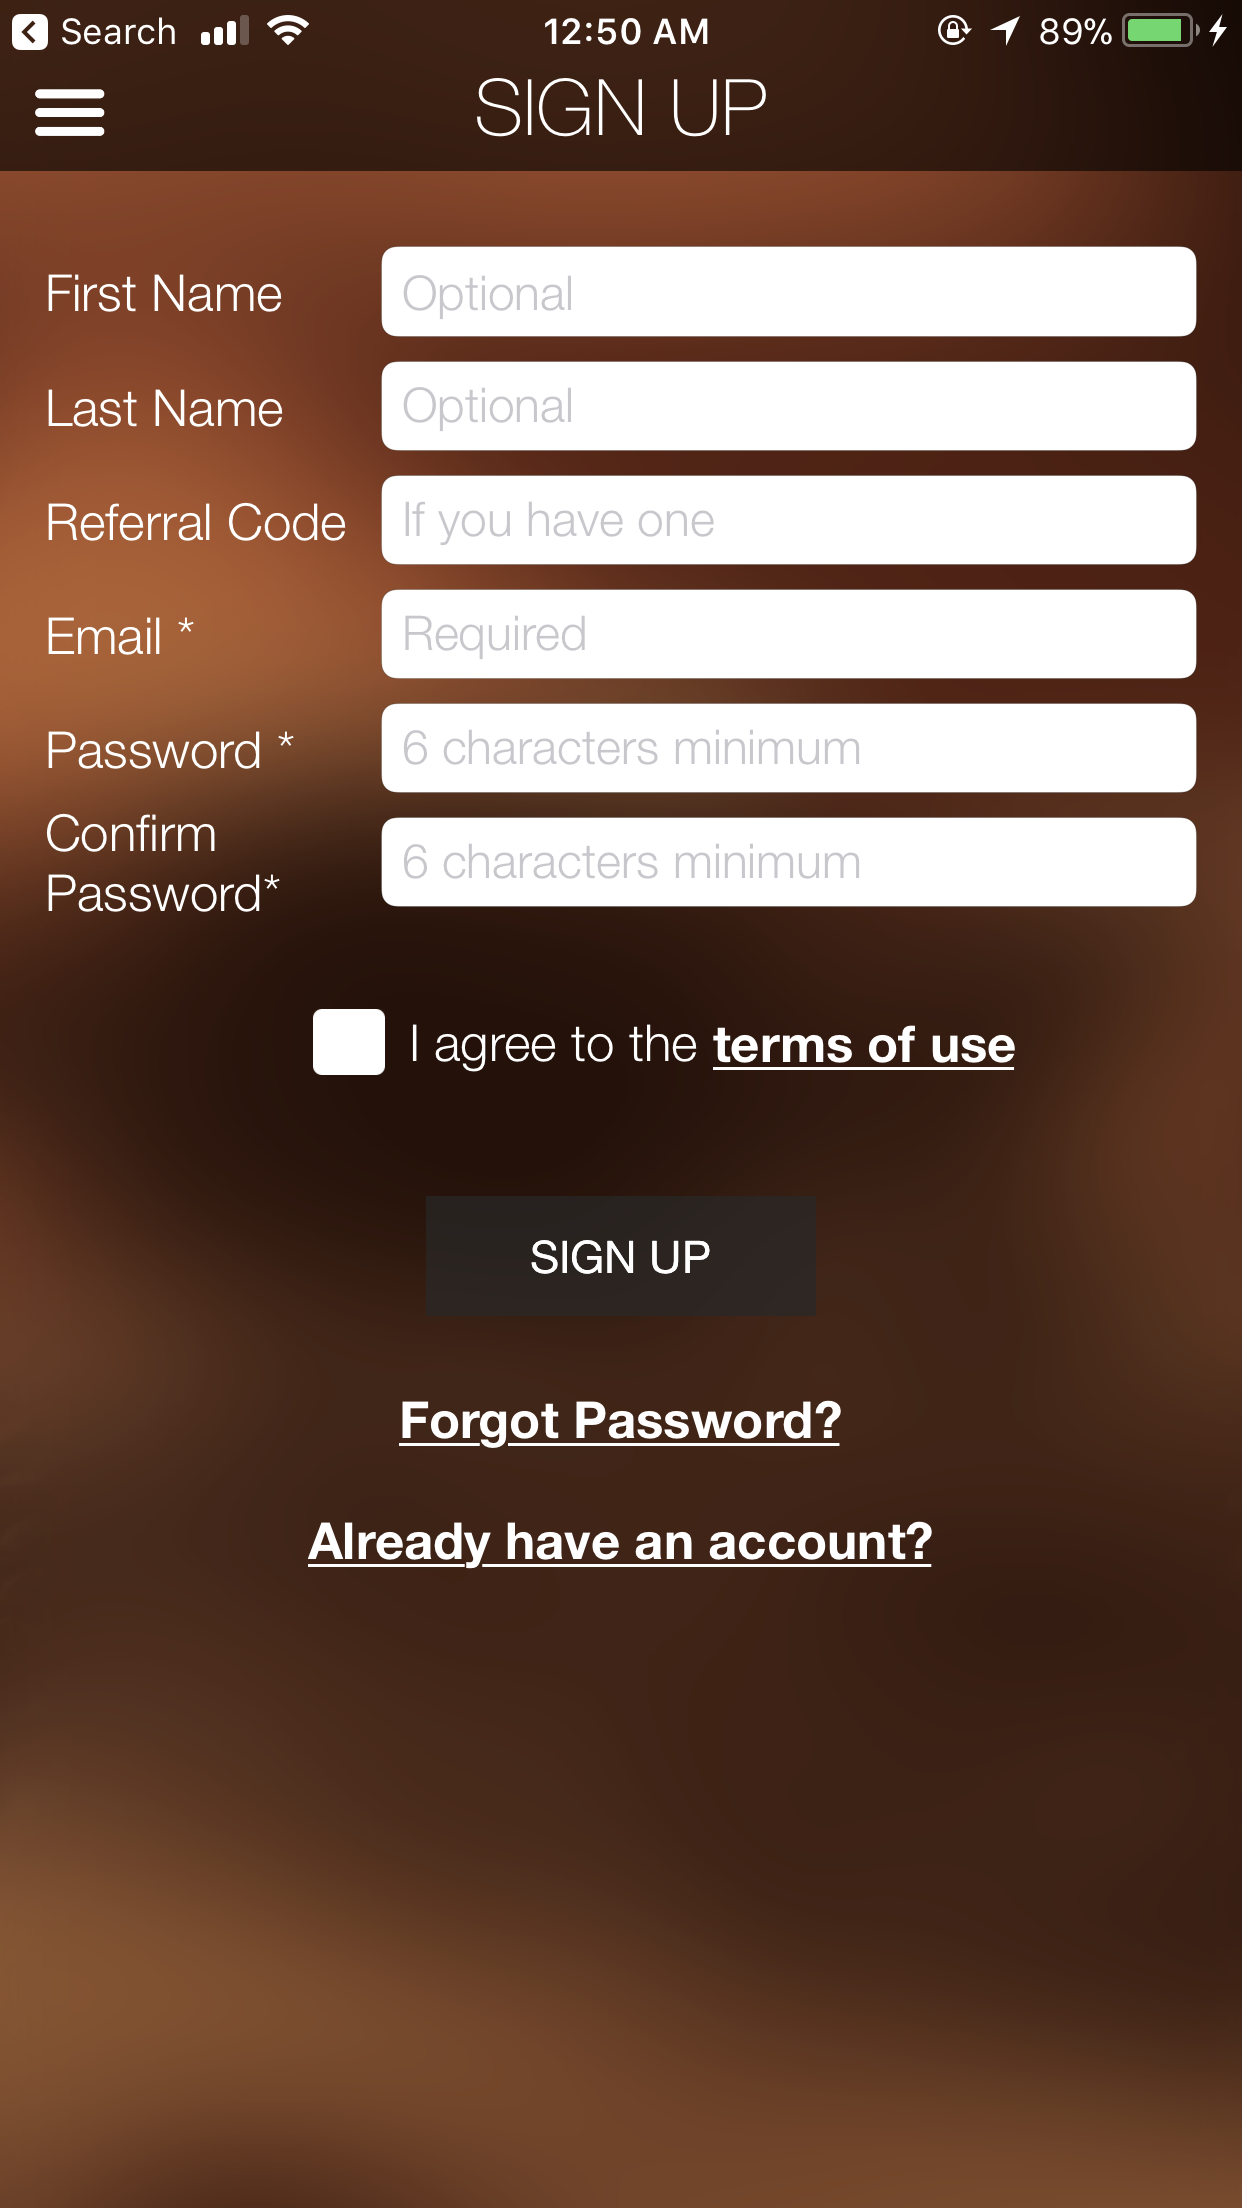 Search 12:50 AM 89%
SIGN UP
First Name Optional
Last Name Optional
Referral Code If you have one
Email * Required
Password * 6 characters minimum
Confirm
Password* 6 characters minimum
I agree to the terms of use
SIGN UP
Forgot Password?
Already have an account?